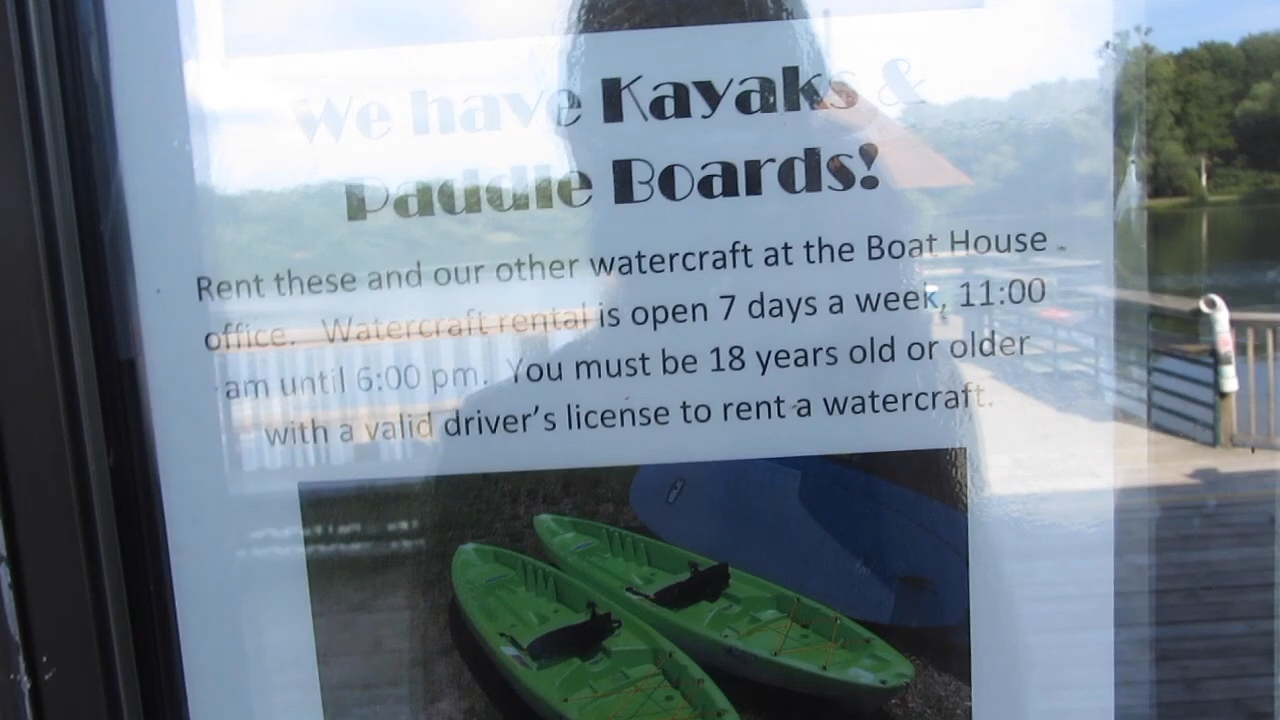 We have Kayaks &
Paddle Boards!
Rent these and our other watercraft at the Boat House
office. Watercraft rental is open 7 days a week, 11:00
am until 6:00 pm. You must be 18 years old or older
with a valid driver's license to rent a watercraft.